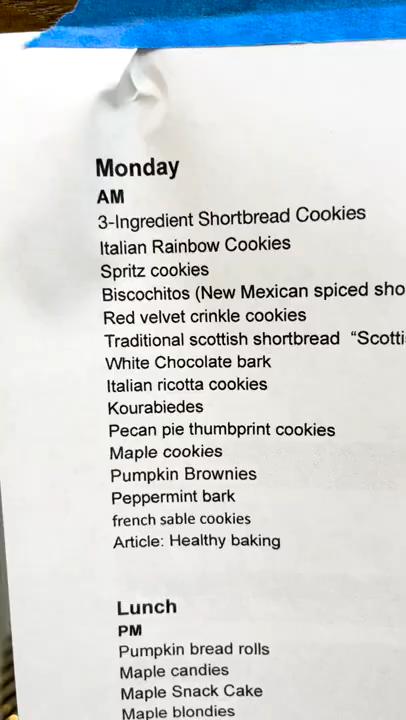 Monday
AM
3-Ingredient Shortbread Cookies
Italian Rainbow Cookies
Spritz cookies
Biscochitos (New Mexican spiced sho
Red velvet crinkle cookies
Traditional scottish shortbread “Scotti
White Chocolate bark
Italian ricotta cookies
Kourabiedes
Pecan pie thumbprint cookies
Maple cookies
Pumpkin Brownies
Peppermint bark
french sable cookies
Article: Healthy baking
Lunch
PM
Pumpkin bread rolls
Maple candies
Maple Snack Cake
Maple blondies